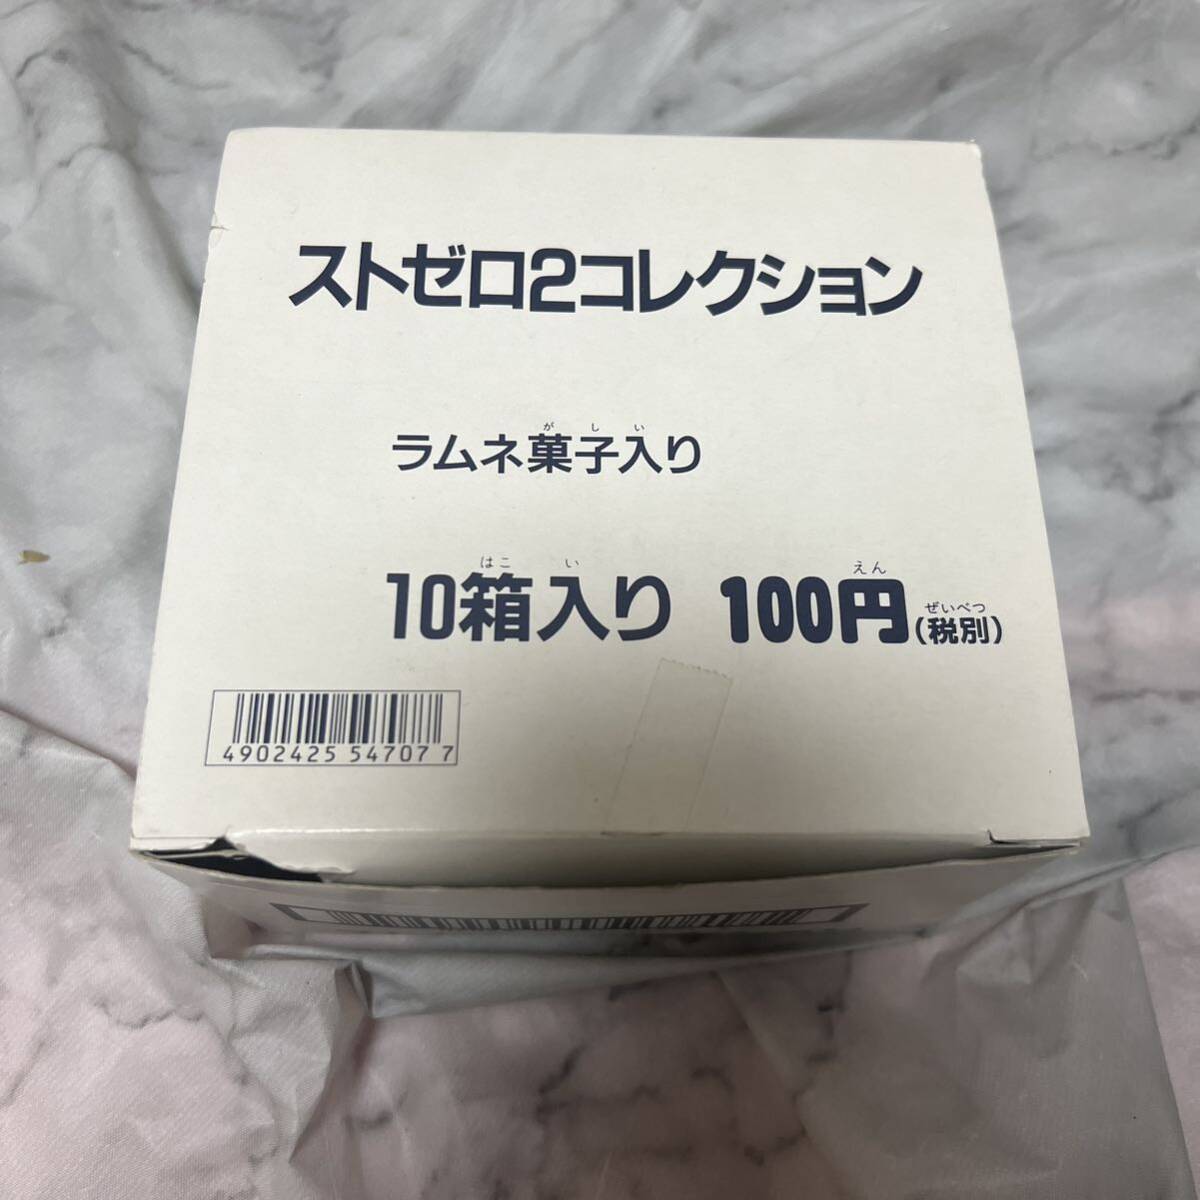 ストゼロ2コレクション
がしい
ラムネ菓子入り
はこ い えん ぜいべつ
10箱入り 100円(税別)
4902425 54707 7